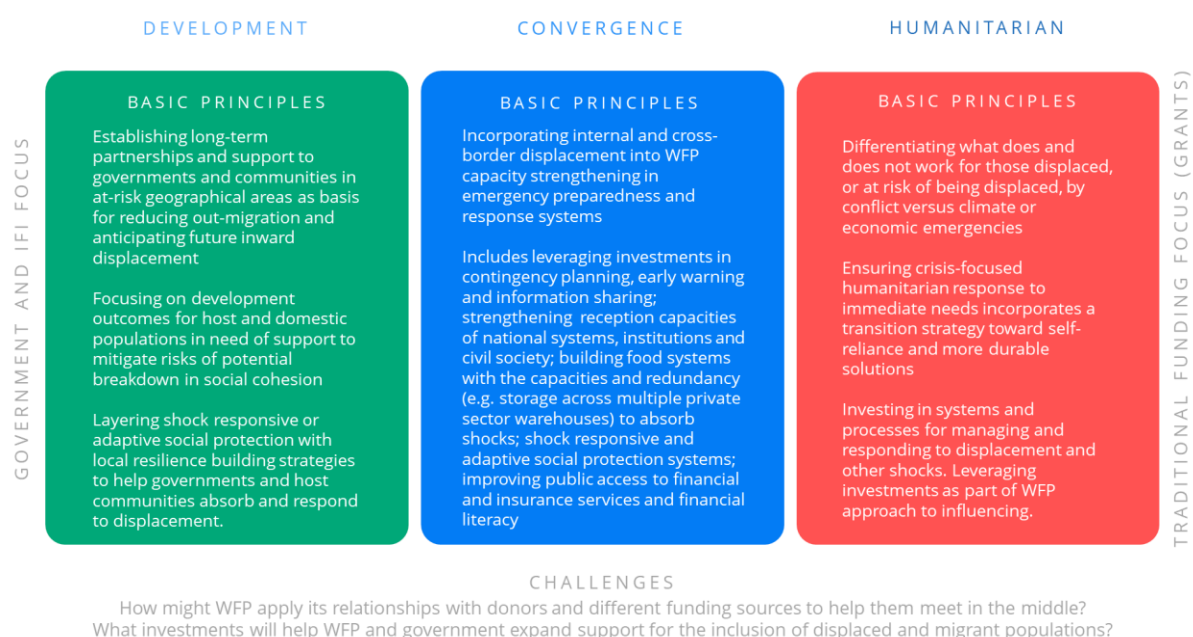 DEVELOPMENT
CONVERGENCE
HUMANITARIAN
GOVERNMENT AND IFI FOCUS
BASIC PRINCIPLES
Establishing long-term
partnerships and support to
governments and communities in
at-risk geographical areas as basis
for reducing out-migration and
anticipating future inward
displacement
Focusing on development
outcomes for host and domestic
populations in need of support to
mitigate risks of potential
breakdown in social cohesion
Layering shock responsive or
adaptive social protection with
local resilience building strategies
to help governments and host
communities absorb and respond
to displacement.
BASIC PRINCIPLES
Incorporating internal and cross-
border displacement into WFP
capacity strengthening in
emergency preparedness and
response systems
Includes leveraging investments in
contingency planning, early warning
and information sharing;
strengthening reception capacities
of national systems, institutions and
civil society; building food systems
with the capacities and redundancy
(e.g. storage across multiple private
sector warehouses) to absorb
shocks; shock responsive and
adaptive social protection systems;
improving public access to financial
and insurance services and financial
literacy
BASIC PRINCIPLES
Differentiating what does and
does not work for those displaced,
or at risk of being displaced, by
conflict versus climate or
economic emergencies
Ensuring crisis-focused
humanitarian response to
immediate needs incorporates a
transition strategy toward self-
reliance and more durable
solutions
Investing in systems and
processes for managing and
responding to displacement and
other shocks. Leveraging
investments as part of WFP
approach to influencing.
TRADITIONAL FUNDING FOCUS (GRANTS)
CHALLENGES
How might WFP apply its relationships with donors and different funding sources to help them meet in the middle?
What investments will help WFP and government expand support for the inclusion of displaced and migrant populations?